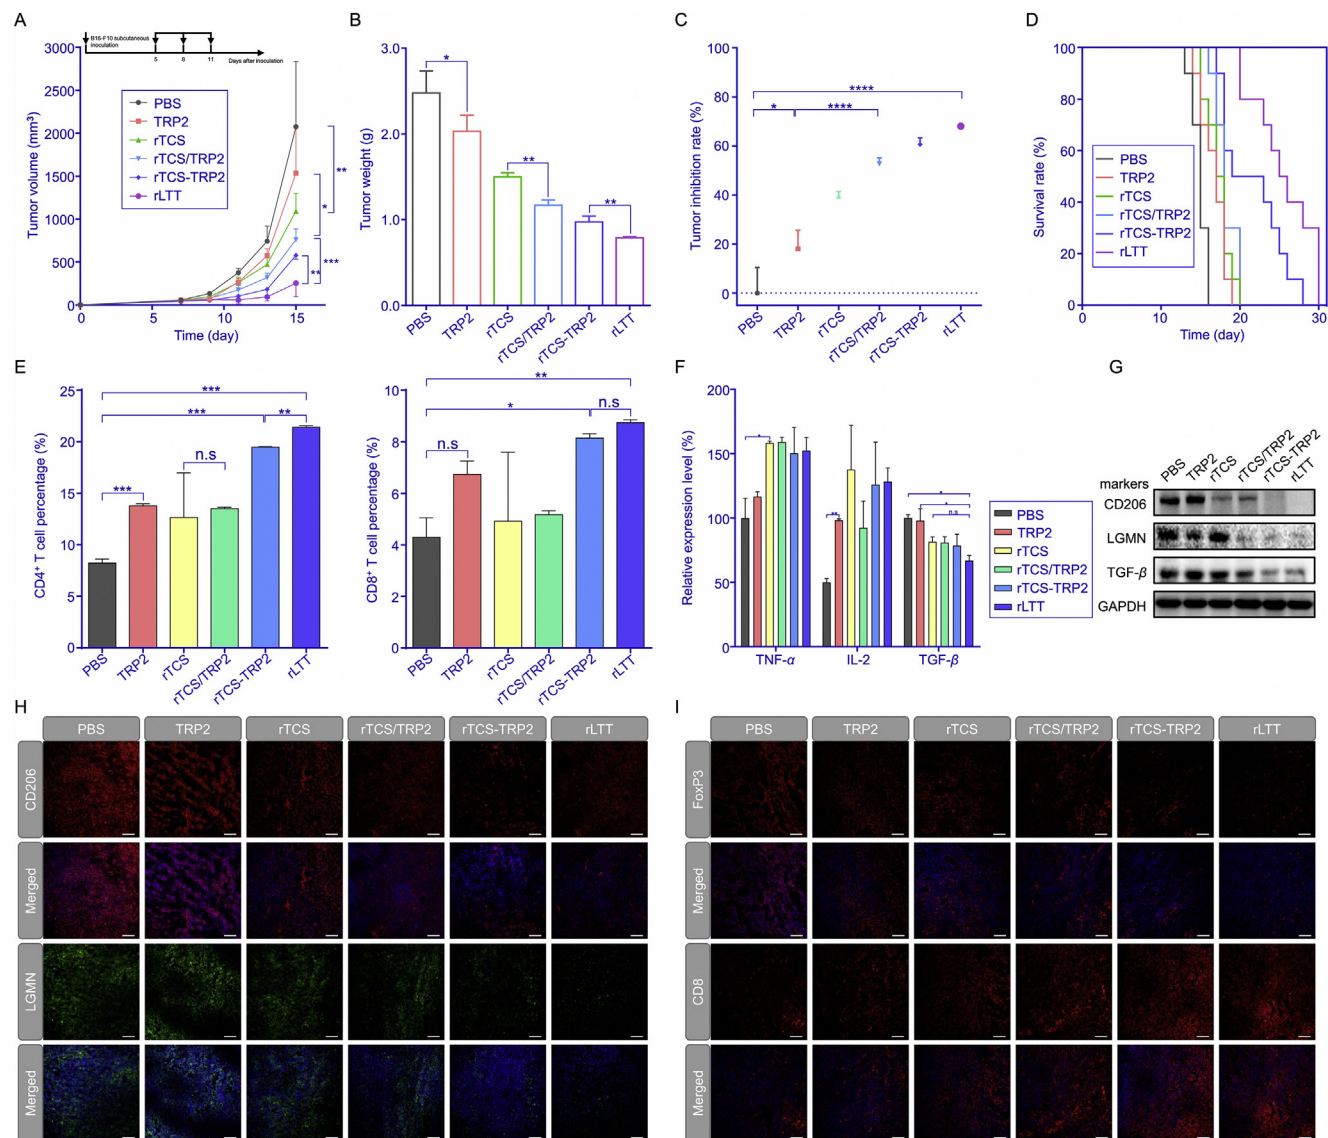 A
B16-F10 subcutaneous
inoculation
5 8 11 Days after inoculation
3000
2500
2000
1500
1000
500
0
Tumor volume (mm³)
PBS
TRP2
rTCS
rTCS/TRP2
rTCS-TRP2
rLTT
**
*
***
**
0 5 10 15
Time (day)
B
3.0
2.0
1.0
0.0
Tumor weight (g)
*
**
**
PBS TRP2 rTCS rTCS/TRP2 rTCS-TRP2 rLTT
C
100
80
60
40
20
0
Tumor inhibition rate (%)
****
* ****
PBS TRP2 rTCS rTCS/TRP2 rTCS-TRP2 rLTT
D
100
80
60
40
20
0
Survival rate (%)
PBS
TRP2
rTCS
rTCS/TRP2
rTCS-TRP2
rLTT
0 10 20 30
Time (day)
E
25
20
15
10
5
0
CD4⁺ T cell percentage (%)
***
*** **
n.s
***
PBS TRP2 rTCS rTCS/TRP2 rTCS-TRP2 rLTT
10
8
6
4
2
0
CD8⁺ T cell percentage (%)
**
* n.s
n.s
PBS TRP2 rTCS rTCS/TRP2 rTCS-TRP2 rLTT
F
200
150
100
50
0
Relative expression level (%)
*
**
*
*
n.s
TNF-α IL-2 TGF-β
PBS
TRP2
rTCS
rTCS/TRP2
rTCS-TRP2
rLTT
G
markers PBS TRP2 rTCS rTCS/TRP2 rTCS-TRP2 rLTT
CD206
LGMN
TGF-β
GAPDH
H
PBS TRP2 rTCS rTCS/TRP2 rTCS-TRP2 rLTT
CD206
Merged
LGMN
Merged
I
PBS TRP2 rTCS rTCS/TRP2 rTCS-TRP2 rLTT
FoxP3
Merged
CD8
Merged